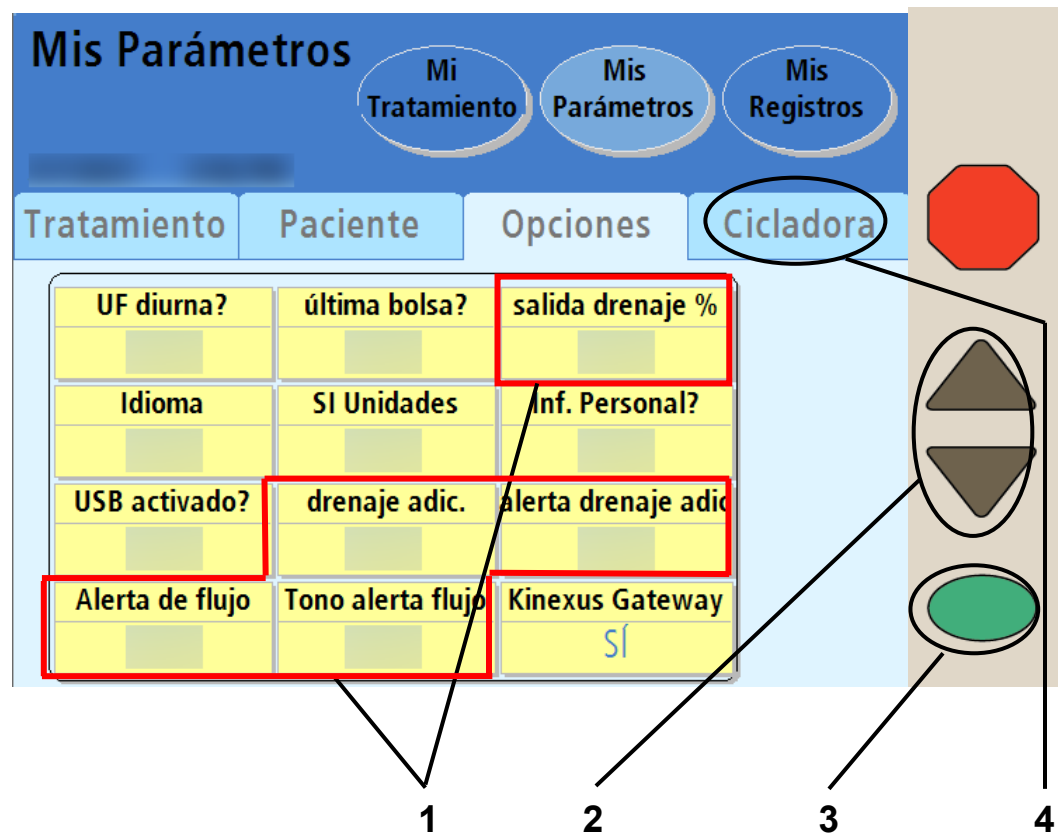 Mis Parámetros
Mi
Tratamiento
Mis
Parámetros
Mis
Registros
Tratamiento
Paciente
Opciones
Cicladora
UF diurna?
última bolsa?
salida drenaje %
Idioma
SI Unidades
Inf. Personal?
USB activado?
drenaje adic.
alerta drenaje adic
Alerta de flujo
Tono alerta flujo
Kinexus Gateway
SÍ
1
2
3
4